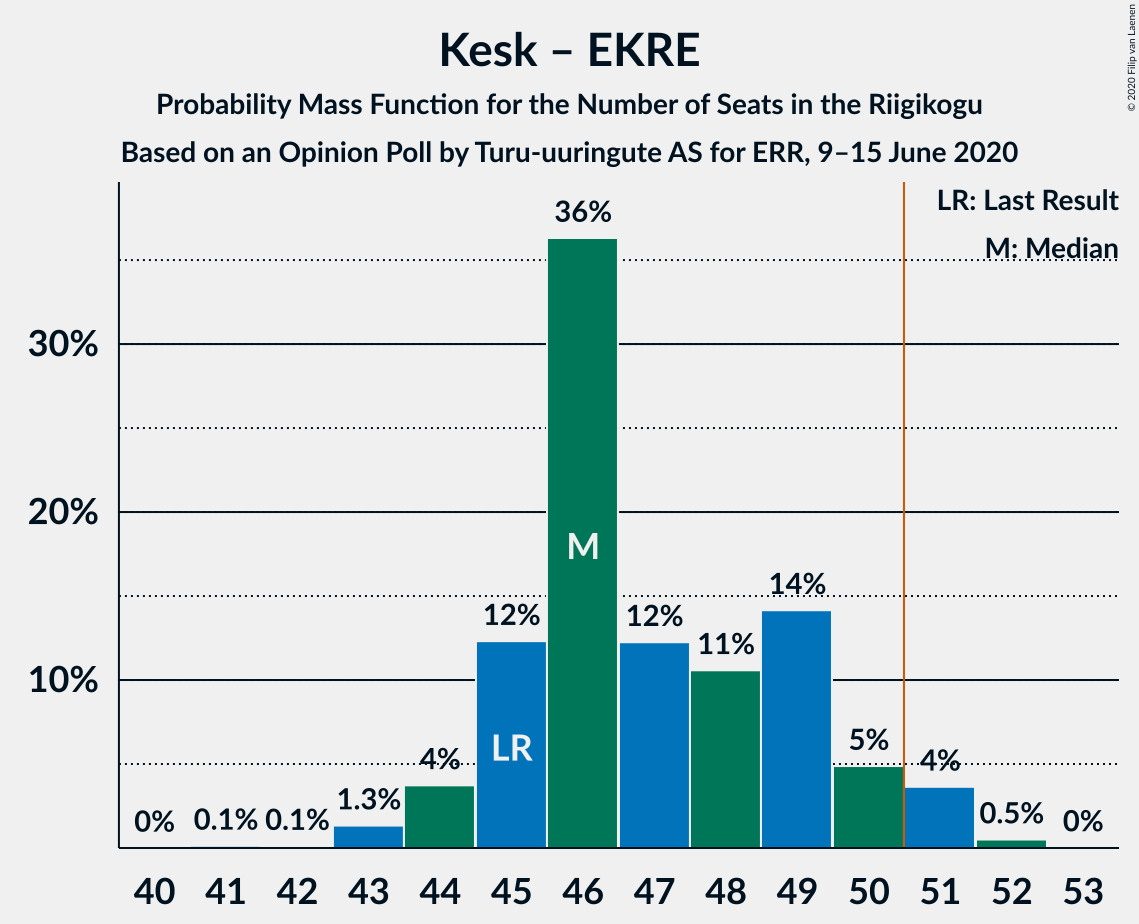 Kesk – EKRE
Probability Mass Function for the Number of Seats in the Riigikogu
Based on an Opinion Poll by Turu-uuringute AS for ERR, 9–15 June 2020
© 2020 Filip van Laenen
LR: Last Result
M: Median
30%
20%
10%
0%
0.1%
0.1%
1.3%
4%
12%
36%
12%
11%
14%
5%
4%
0.5%
0%
LR
M
40 41 42 43 44 45 46 47 48 49 50 51 52 53